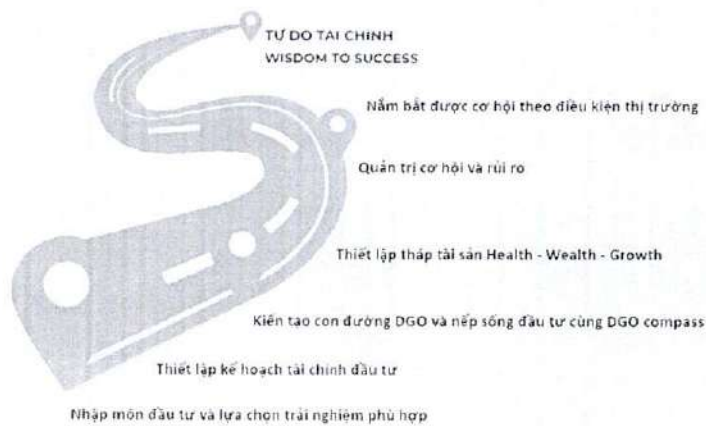 TỰ DO TÀI CHÍNH
WISDOM TO SUCCESS
Nắm bắt được cơ hội theo điều kiện thị trường
Quản trị cơ hội và rủi ro
Thiết lập tháp tài sản Health - Wealth - Growth
Kiến tạo con đường DGO và nếp sống đầu tư cùng DGO compass
Thiết lập kế hoạch tài chính đầu tư
Nhập môn đầu tư và lựa chọn trải nghiệm phù hợp